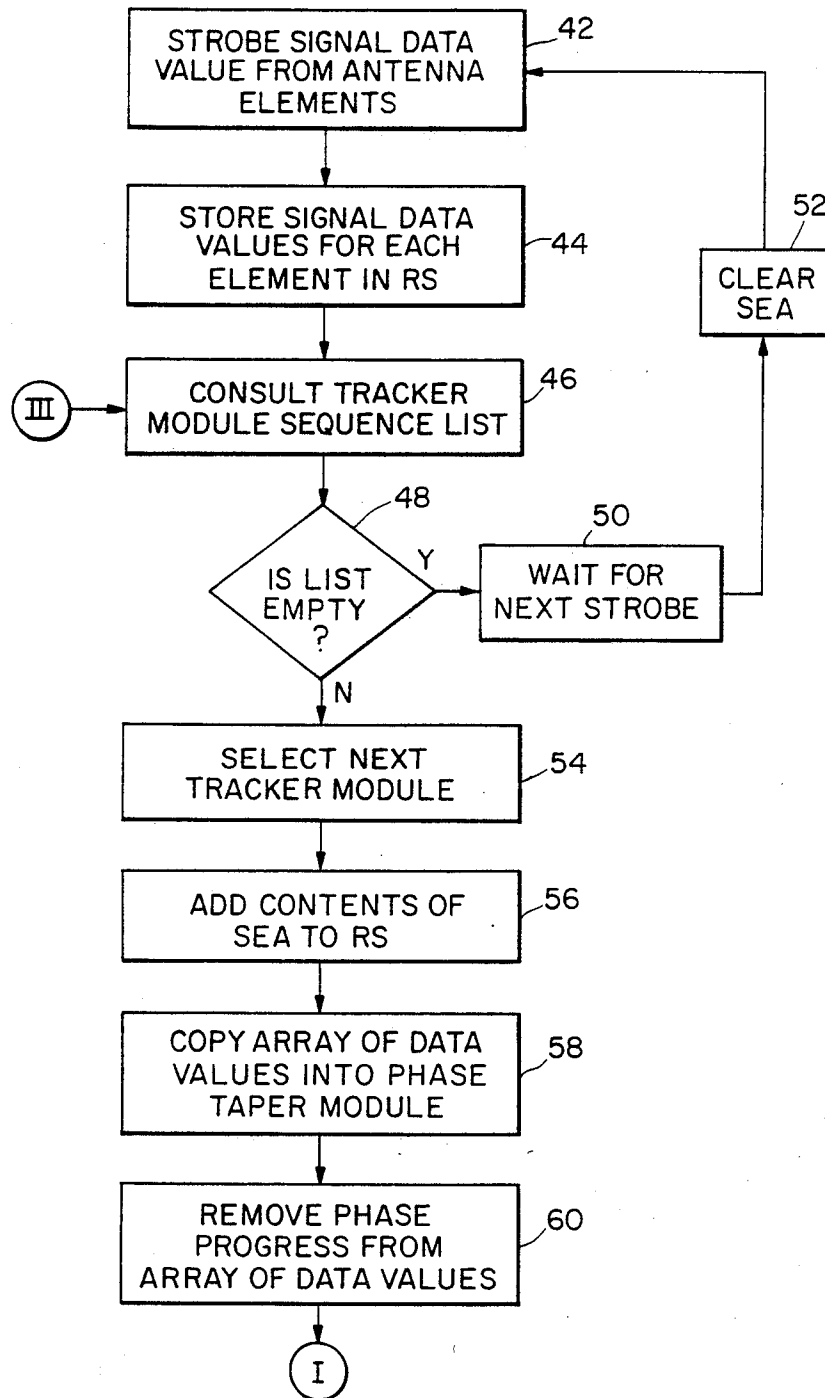 STROBE SIGNAL DATA
VALUE FROM ANTENNA
ELEMENTS
42
STORE SIGNAL DATA
VALUES FOR EACH
ELEMENT IN RS
44
52
CLEAR
SEA
III
CONSULT TRACKER
MODULE SEQUENCE LIST
46
48
IS LIST
EMPTY
?
Y
N
50
WAIT FOR
NEXT STROBE
SELECT NEXT
TRACKER MODULE
54
ADD CONTENTS OF
SEA TO RS
56
COPY ARRAY OF DATA
VALUES INTO PHASE
TAPER MODULE
58
REMOVE PHASE
PROGRESS FROM
ARRAY OF DATA VALUES
60
I